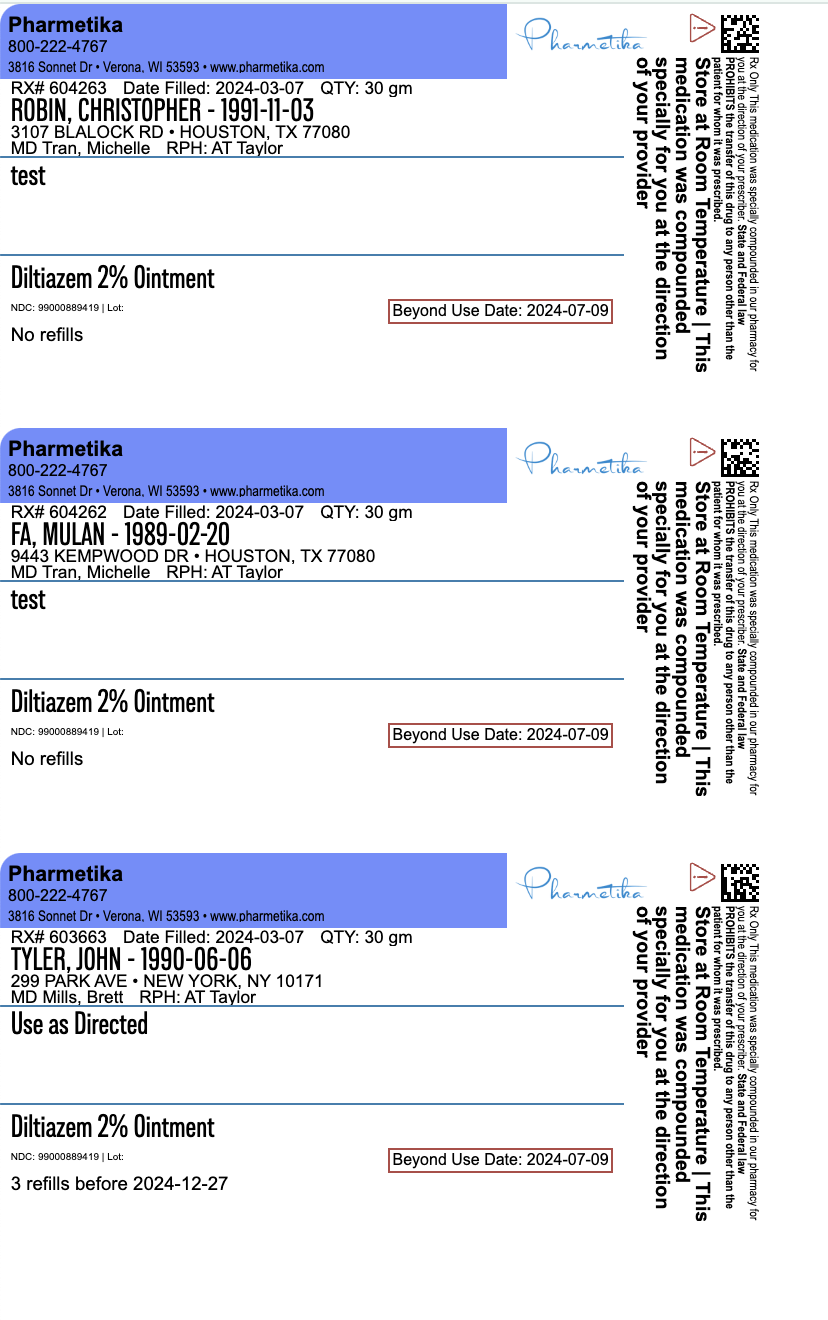 Pharmetika
800-222-4767
3816 Sonnet Dr • Verona, WI 53593 • www.pharmetika.com
Pharmetika
RX# 604263 Date Filled: 2024-03-07 QTY: 30 gm
ROBIN, CHRISTOPHER - 1991-11-03
3107 BLALOCK RD • HOUSTON, TX 77080
MD Tran, Michelle RPH: AT Taylor
test
Diltiazem 2% Ointment
NDC: 99000889419 | Lot:
Beyond Use Date: 2024-07-09
No refills
Rx Only This medication was specially compounded in our pharmacy for
you at the direction of your prescriber. State and Federal law
PROHIBITS the transfer of this drug to any person other than the
patient for whom it was prescribed.
Store at Room Temperature | This
medication was compounded
specially for you at the direction
of your provider
Pharmetika
800-222-4767
3816 Sonnet Dr • Verona, WI 53593 • www.pharmetika.com
Pharmetika
RX# 604262 Date Filled: 2024-03-07 QTY: 30 gm
FA, MULAN - 1989-02-20
9443 KEMPWOOD DR • HOUSTON, TX 77080
MD Tran, Michelle RPH: AT Taylor
test
Diltiazem 2% Ointment
NDC: 99000889419 | Lot:
Beyond Use Date: 2024-07-09
No refills
Rx Only This medication was specially compounded in our pharmacy for
you at the direction of your prescriber. State and Federal law
PROHIBITS the transfer of this drug to any person other than the
patient for whom it was prescribed.
Store at Room Temperature | This
medication was compounded
specially for you at the direction
of your provider
Pharmetika
800-222-4767
3816 Sonnet Dr • Verona, WI 53593 • www.pharmetika.com
Pharmetika
RX# 603663 Date Filled: 2024-03-07 QTY: 30 gm
TYLER, JOHN - 1990-06-06
299 PARK AVE • NEW YORK, NY 10171
MD Mills, Brett RPH: AT Taylor
Use as Directed
Diltiazem 2% Ointment
NDC: 99000889419 | Lot:
Beyond Use Date: 2024-07-09
3 refills before 2024-12-27
Rx Only This medication was specially compounded in our pharmacy for
you at the direction of your prescriber. State and Federal law
PROHIBITS the transfer of this drug to any person other than the
patient for whom it was prescribed.
Store at Room Temperature | This
medication was compounded
specially for you at the direction
of your provider